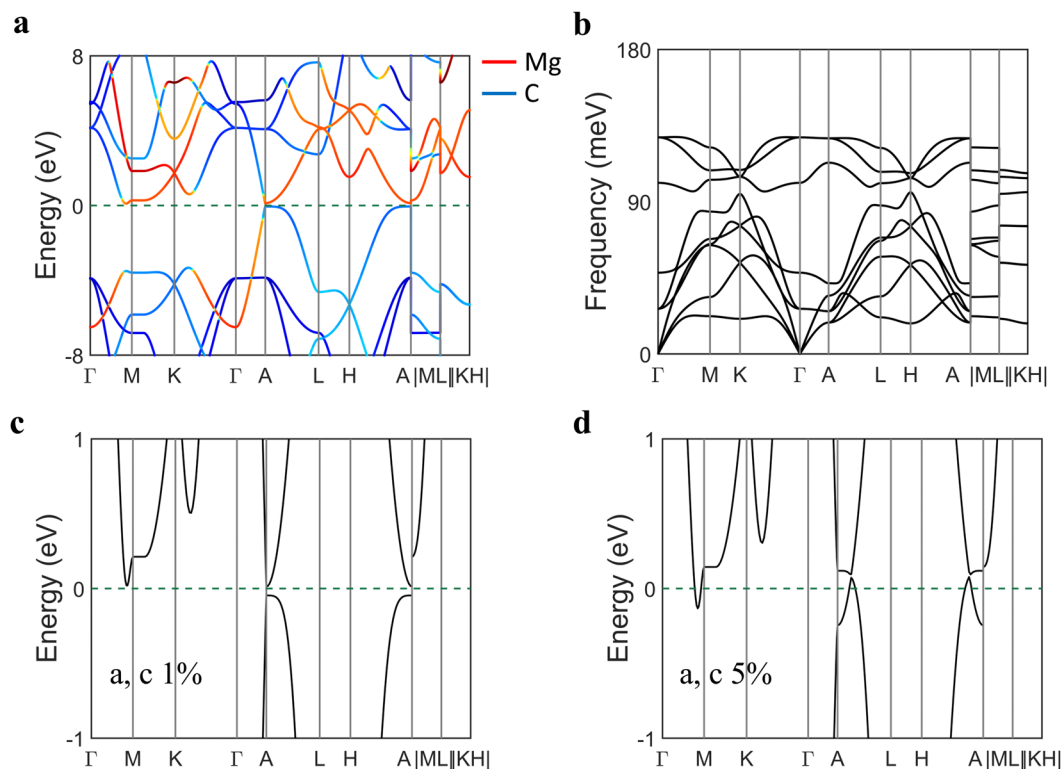 a
8
0
-8
Energy (eV)
Γ M K Γ A L H A |ML||KH|
Mg
C
b
180
90
0
Frequency (meV)
Γ M K Γ A L H A |ML||KH|
c
1
0
-1
Energy (eV)
a, c 1%
Γ M K Γ A L H A |ML||KH|
d
1
0
-1
Energy (eV)
a, c 5%
Γ M K Γ A L H A |ML||KH|